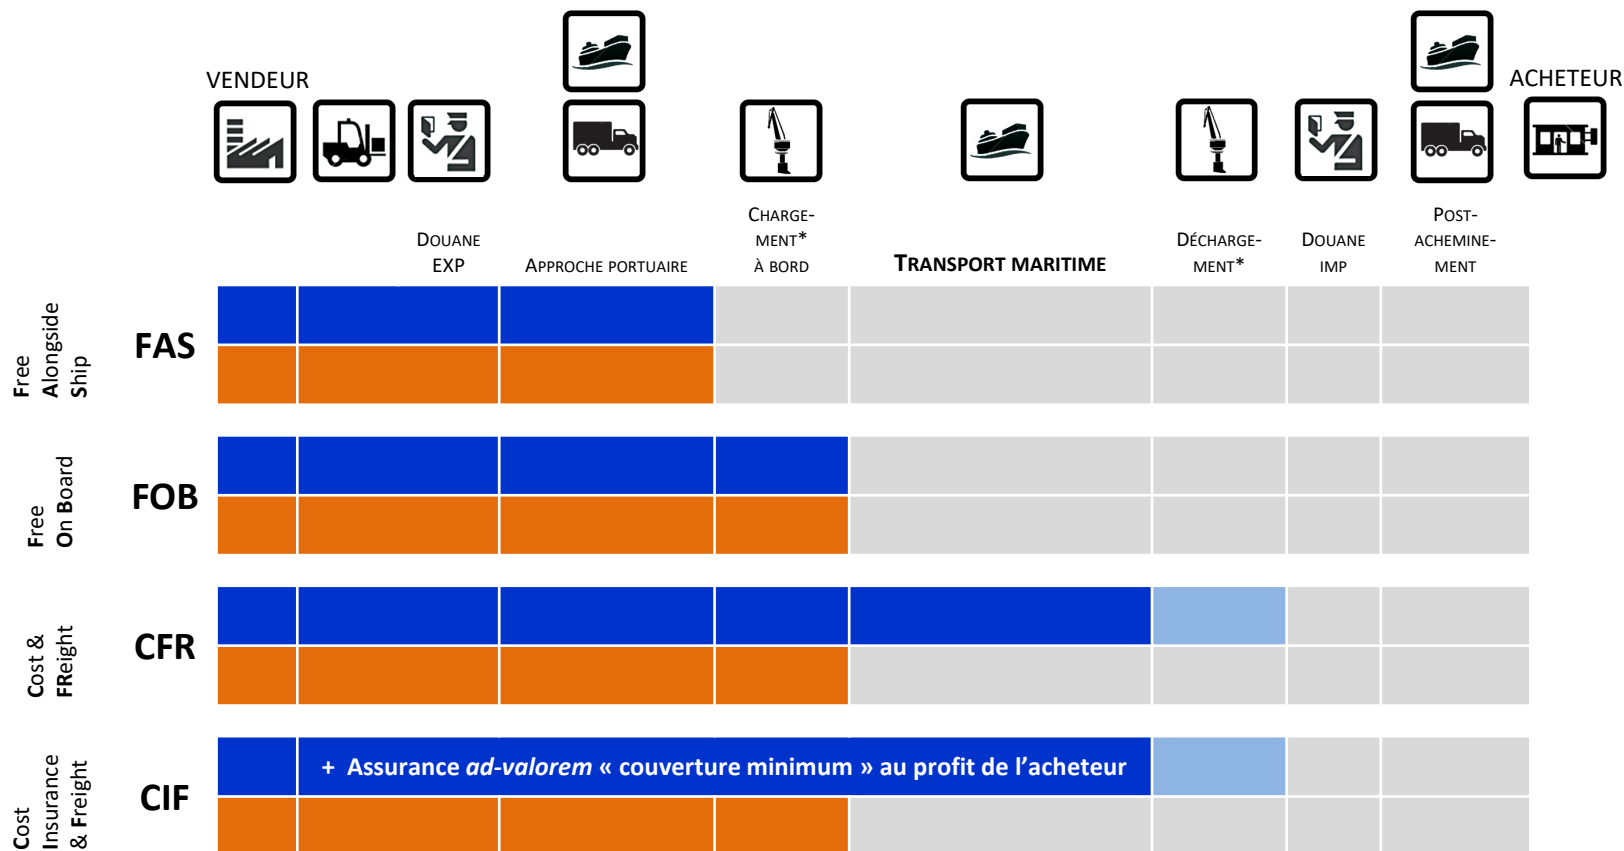 VENDEUR
ACHETEUR
DOUANE
EXP
APPROCHE PORTUAIRE
CHARGE-
MENT*
À BORD
TRANSPORT MARITIME
DÉCHARGE-
MENT*
DOUANE
IMP
POST-
ACHEMINE-
MENT
Free
Alongside
Ship
FAS
Free
On Board
FOB
Cost &
FReight
CFR
Cost
Insurance
& Freight
CIF
+ Assurance ad-valorem « couverture minimum » au profit de l’acheteur